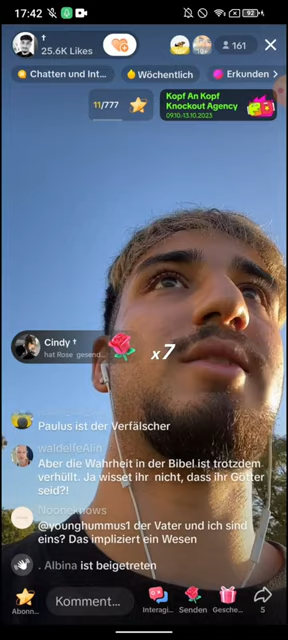 17:42
92
†
25.6K Likes
161
Chatten und Int...
Wöchentlich
Erkunden
11/777
Kopf An Kopf
Knockout Agency
09.10.-13.10.2023
Cindy †
hat Rose gesend...
x7
Paulus ist der Verfälscher
waldelfeAlin
Aber die Wahrheit in der Bibel ist trotzdem
verhüllt. Ja wisset ihr nicht, dass ihr Götter
seid?!
Nooneknows
@younghummus1 der Vater und ich sind
eins? Das impliziert ein Wesen
. Albina ist beigetreten
Abonn...
Komment...
Interagi...
Senden
Gesche...
5